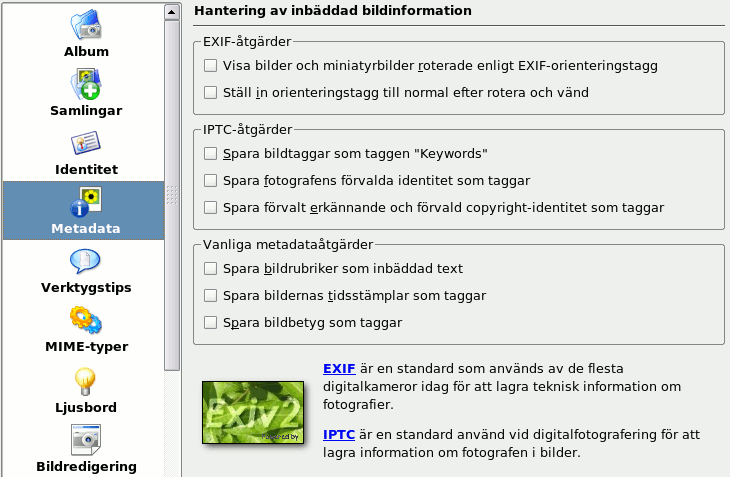 Album
Samlingar
Identitet
Metadata
Verktygstips
MIME-typer
Ljusbord
Bildredigering
Hantering av inbäddad bildinformation
EXIF-åtgärder
Visa bilder och miniatyrbilder roterade enligt EXIF-orienteringstagg
Ställ in orienteringstagg till normal efter rotera och vänd
IPTC-åtgärder
Spara bildtaggar som taggen "Keywords"
Spara fotografens förvalda identitet som taggar
Spara förvalt erkännande och förvald copyright-identitet som taggar
Vanliga metadataåtgärder
Spara bildrubriker som inbäddad text
Spara bildernas tidsstämplar som taggar
Spara bildbetyg som taggar
Exiv2
Powered by
EXIF är en standard som används av de flesta
digitalkameror idag för att lagra teknisk information om
fotografier.
IPTC är en standard använd vid digitalfotografering för att
lagra information om fotografen i bilder.